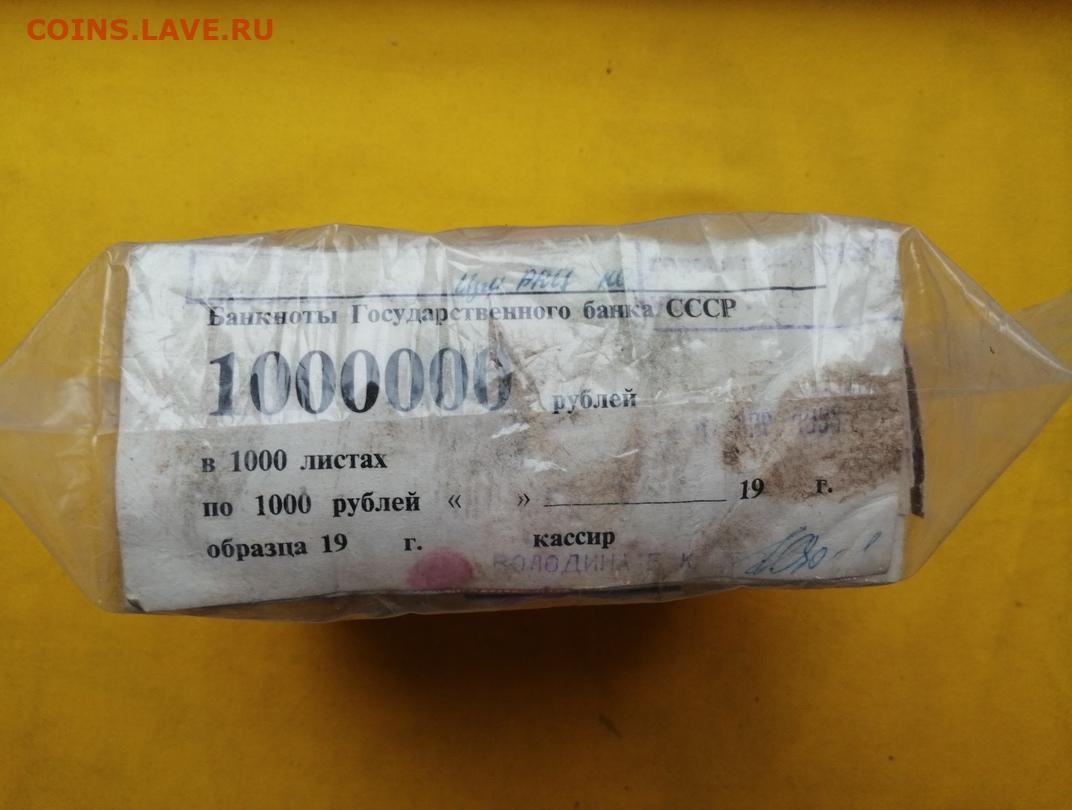 COINS.LAVE.RU
Банкноты Государственного банка СССР
1000000 рублей
в 1000 листах
по 1000 рублей « » 19 г.
образца 19 г. кассир
ВОЛОДИНА Е К